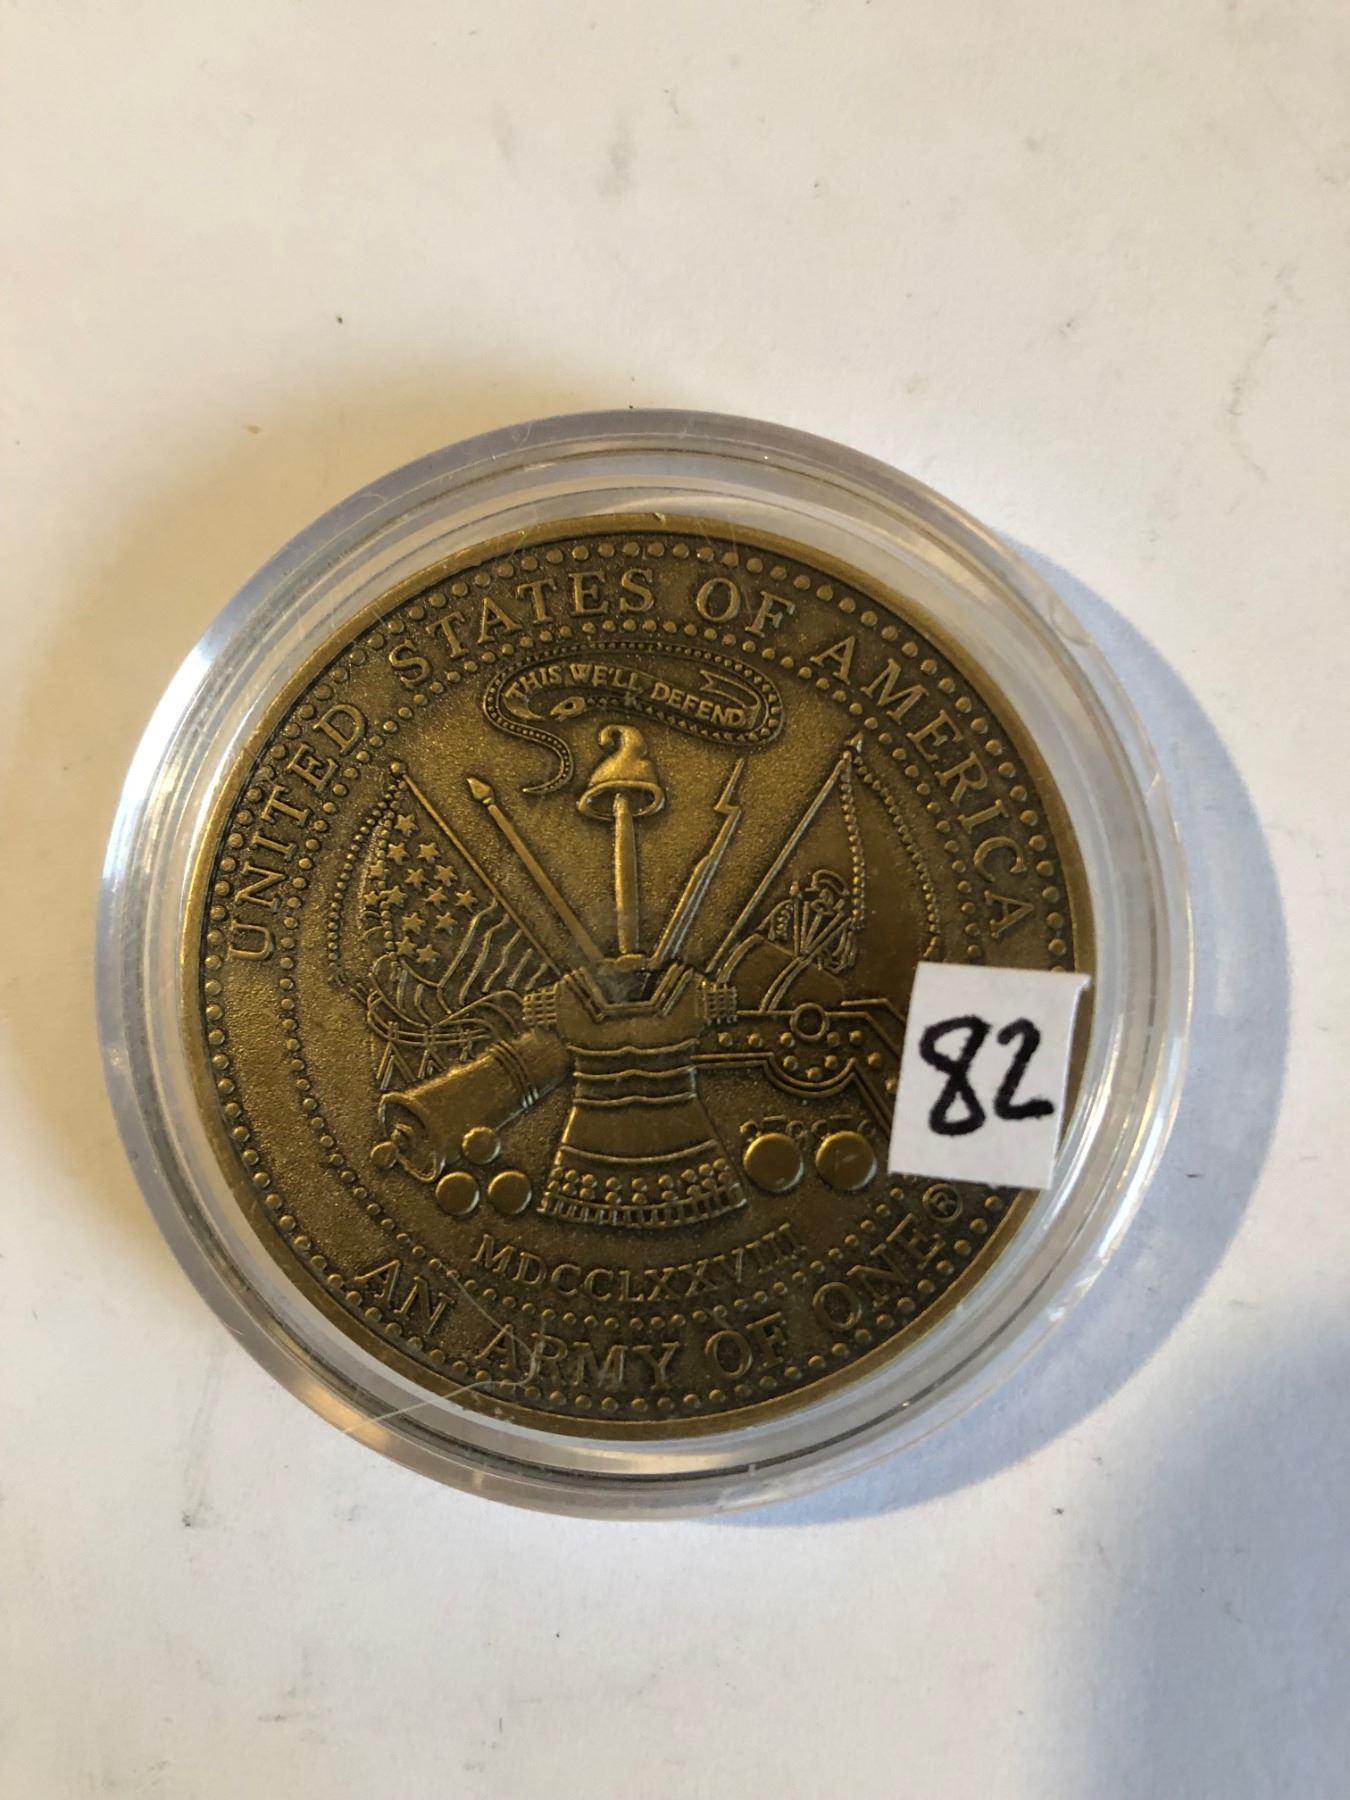 UNITED STATES OF AMERICA
THIS WE'LL DEFEND
MDCCLXXVIII
AN ARMY OF ONE®
82